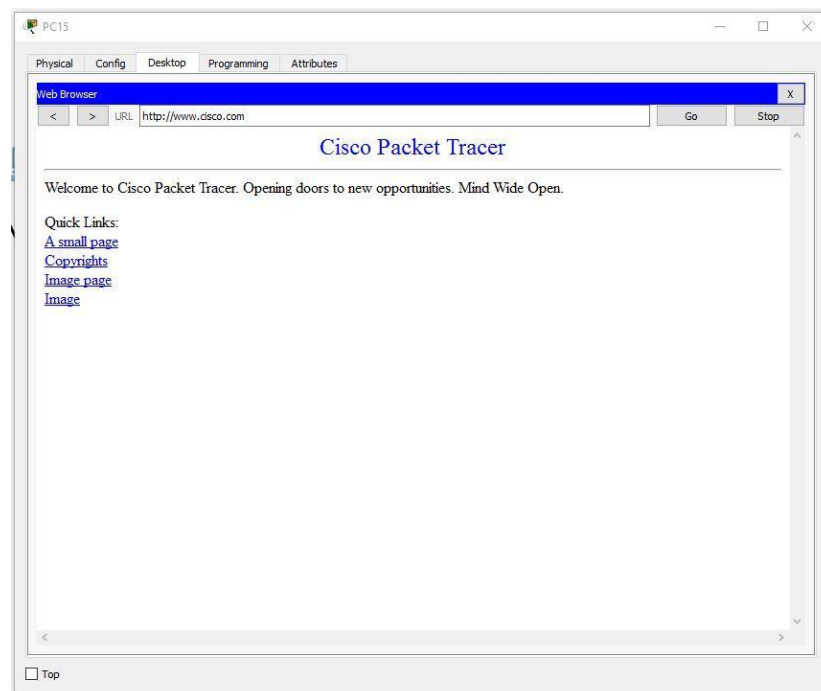 PC15
Physical Config Desktop Programming Attributes
Web Browser X
< > URL http://www.cisco.com Go Stop
Cisco Packet Tracer
Welcome to Cisco Packet Tracer. Opening doors to new opportunities. Mind Wide Open.
Quick Links:
A small page
Copyrights
Image page
Image
Top